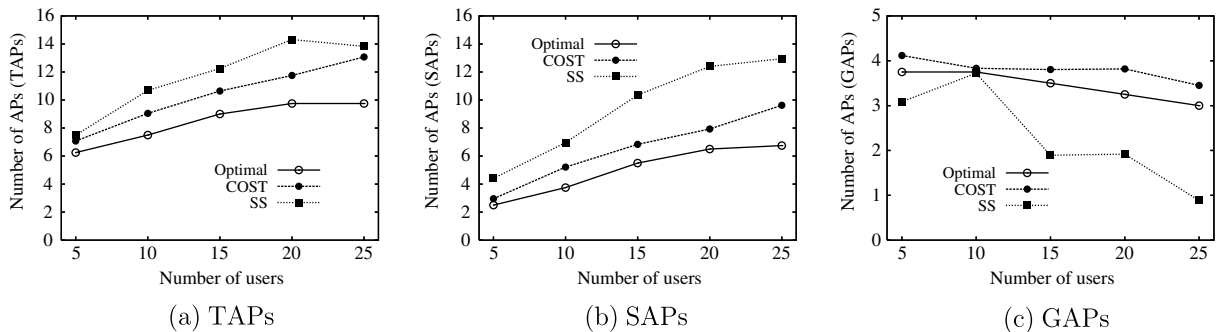 Number of APs (TAPs)
16
14
12
10
8
6
4
2
0
Optimal
COST
SS
5 10 15 20 25
Number of users
(a) TAPs
Number of APs (SAPs)
16
14
12
10
8
6
4
2
0
Optimal
COST
SS
5 10 15 20 25
Number of users
(b) SAPs
Number of APs (GAPs)
5
4
3
2
1
0
Optimal
COST
SS
5 10 15 20 25
Number of users
(c) GAPs